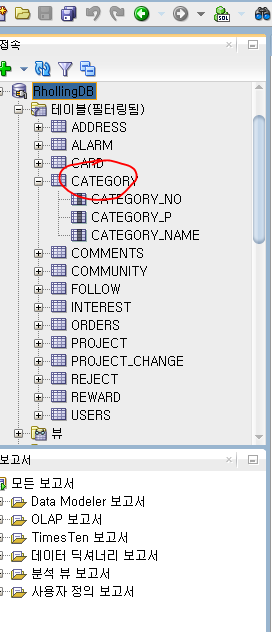 SQL
접속
RhollingDB
테이블(필터링됨)
ADDRESS
ALARM
CARD
CATEGORY
CATEGORY_NO
CATEGORY_P
CATEGORY_NAME
COMMENTS
COMMUNITY
FOLLOW
INTEREST
ORDERS
PROJECT
PROJECT_CHANGE
REJECT
REWARD
USERS
뷰
보고서
모든 보고서
Data Modeler 보고서
OLAP 보고서
TimesTen 보고서
데이터 딕셔너리 보고서
분석 뷰 보고서
사용자 정의 보고서